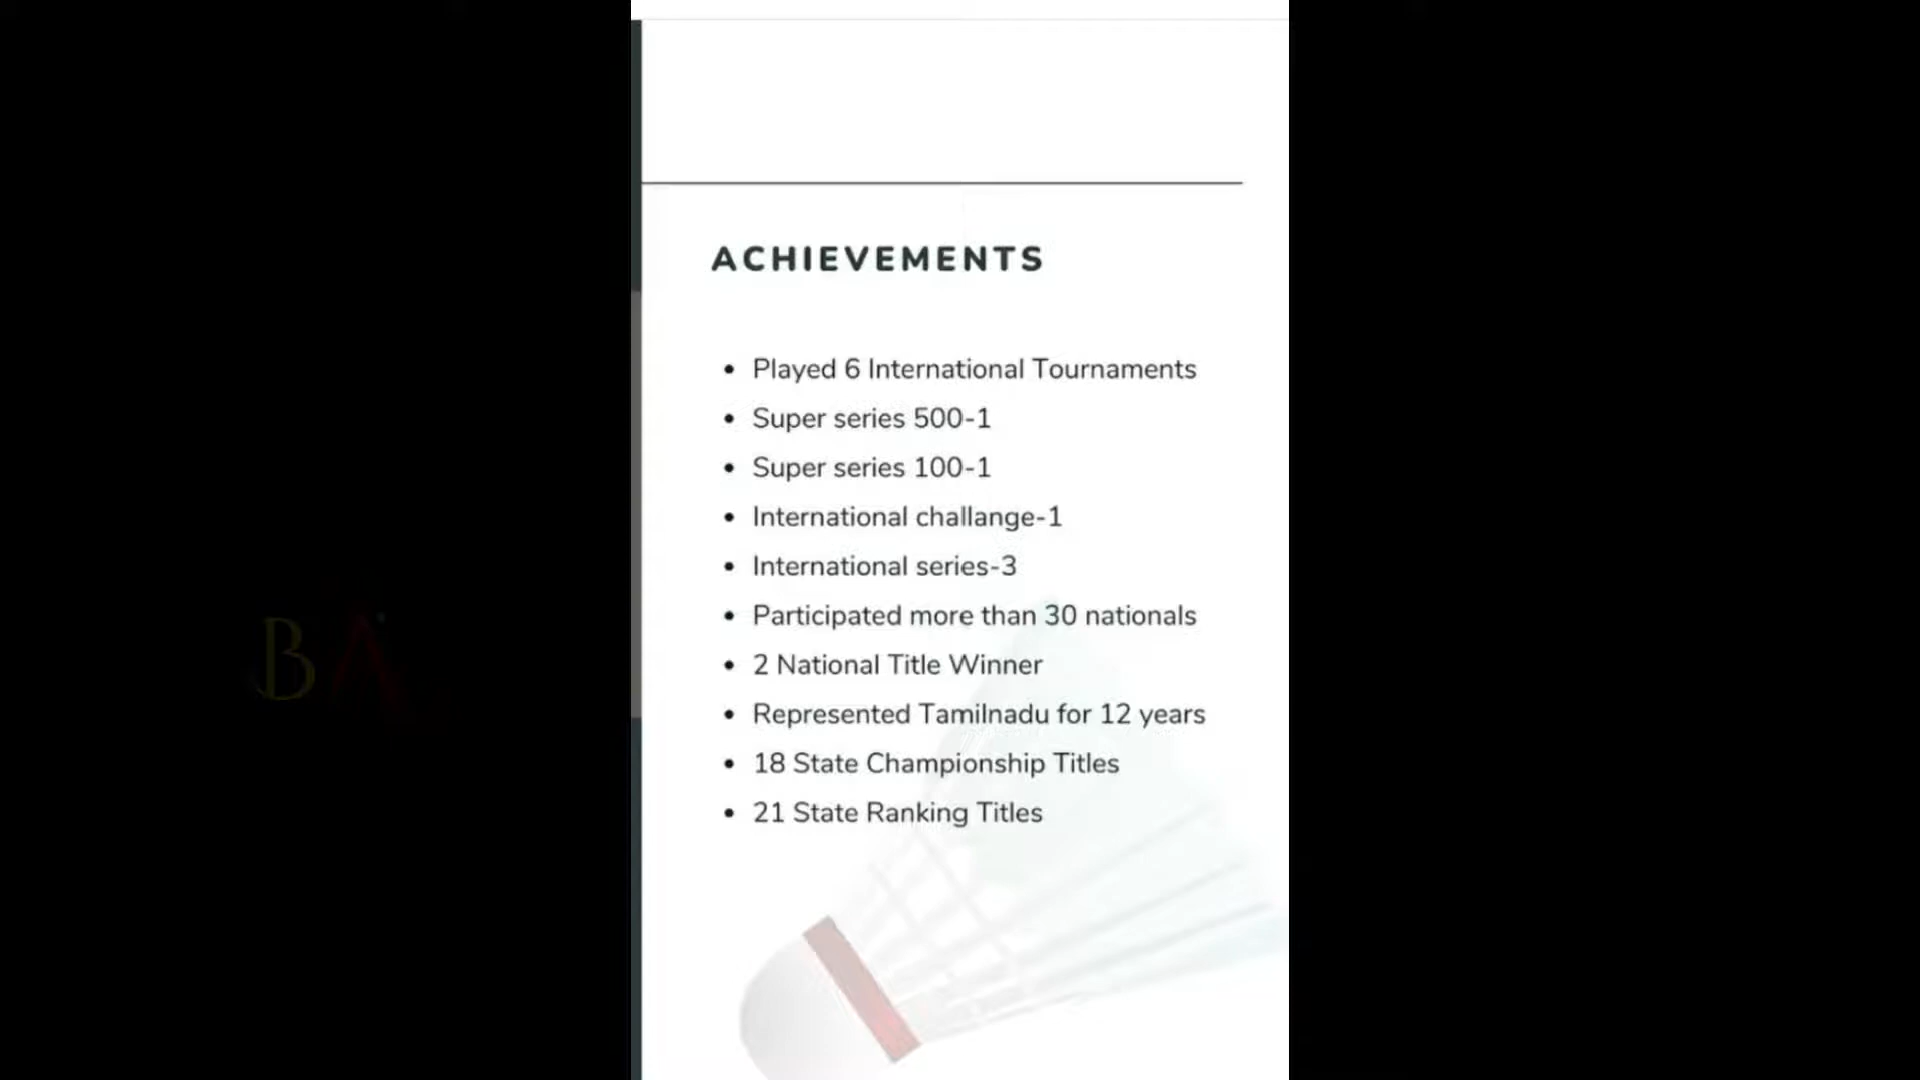 ACHIEVEMENTS
• Played 6 International Tournaments
• Super series 500-1
• Super series 100-1
• International challange-1
• International series-3
• Participated more than 30 nationals
• 2 National Title Winner
• Represented Tamilnadu for 12 years
• 18 State Championship Titles
• 21 State Ranking Titles
B A